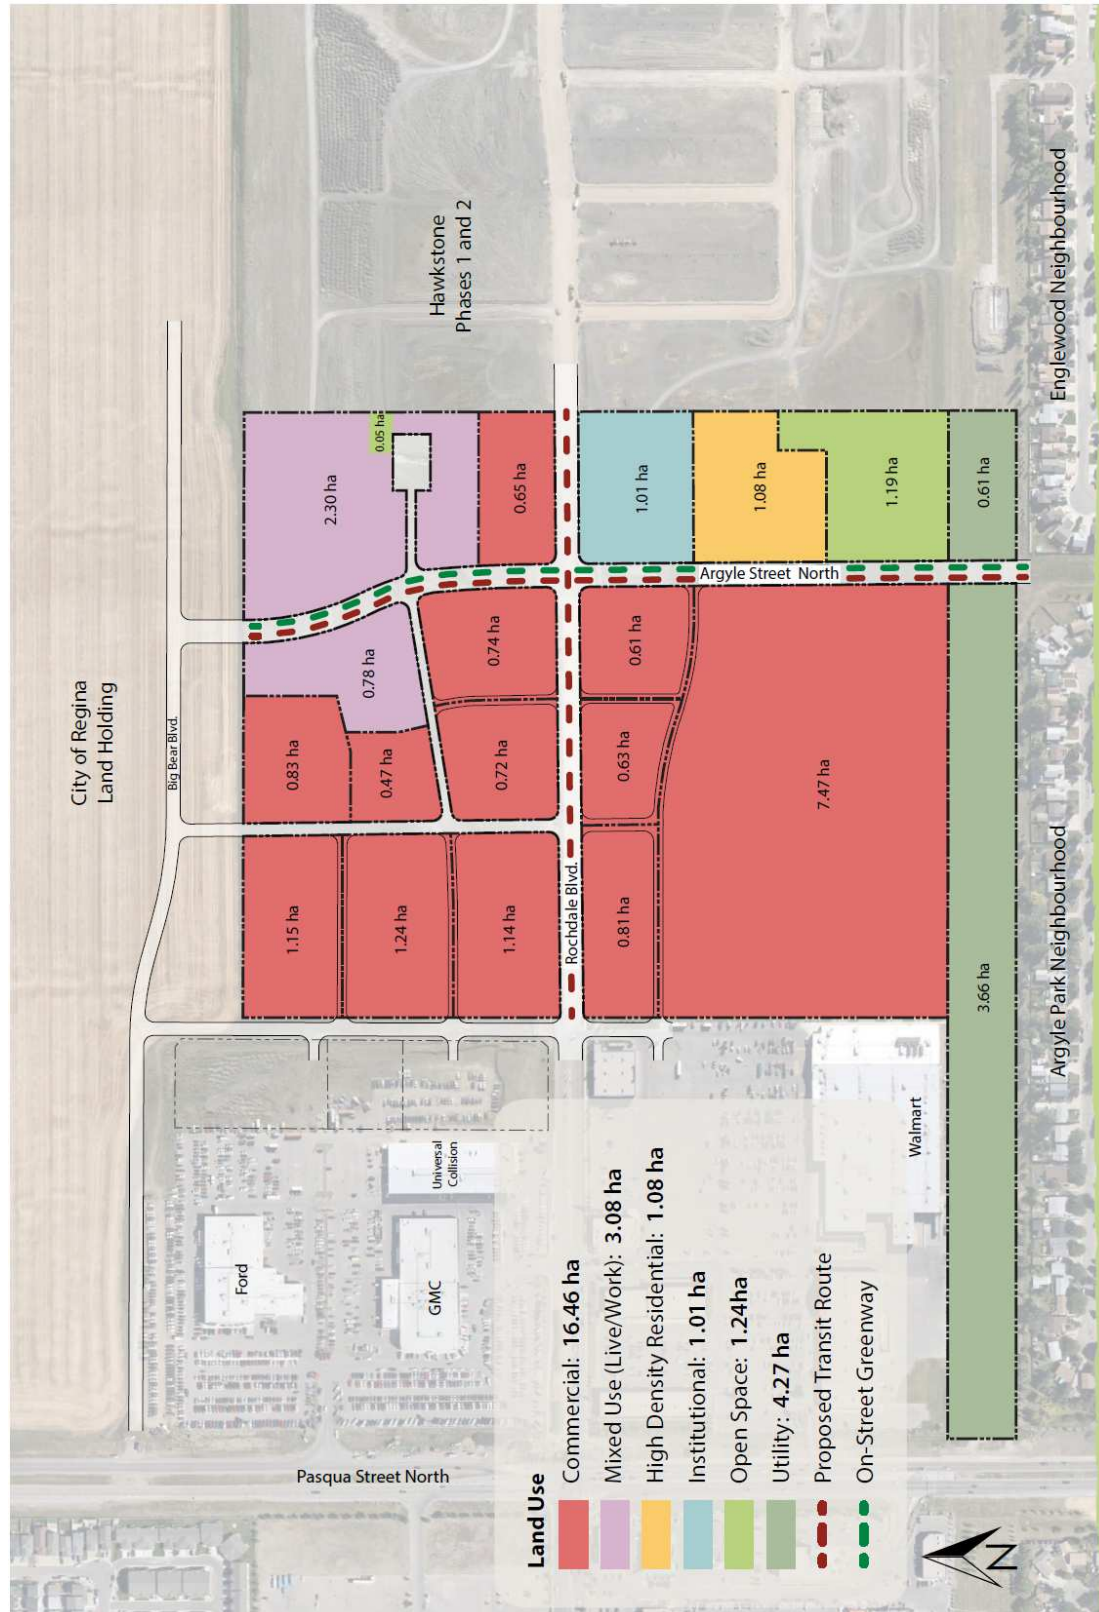 City of Regina
Land Holding
Big Bear Blvd.
Hawkstone
Phases 1 and 2
2.30 ha
0.05 ha
0.78 ha
0.65 ha
0.83 ha
0.47 ha
0.74 ha
0.72 ha
1.15 ha
1.24 ha
1.14 ha
Rochdale Blvd.
1.01 ha
1.08 ha
1.19 ha
0.61 ha
Argyle Street North
0.61 ha
0.63 ha
0.81 ha
7.47 ha
3.66 ha
Englewood Neighbourhood
Argyle Park Neighbourhood
Ford
GMC
Universal
Collision
Walmart
Pasqua Street North
Land Use
Commercial: 16.46 ha
Mixed Use (Live/Work): 3.08 ha
High Density Residential: 1.08 ha
Institutional: 1.01 ha
Open Space: 1.24ha
Utility: 4.27 ha
Proposed Transit Route
On-Street Greenway
N